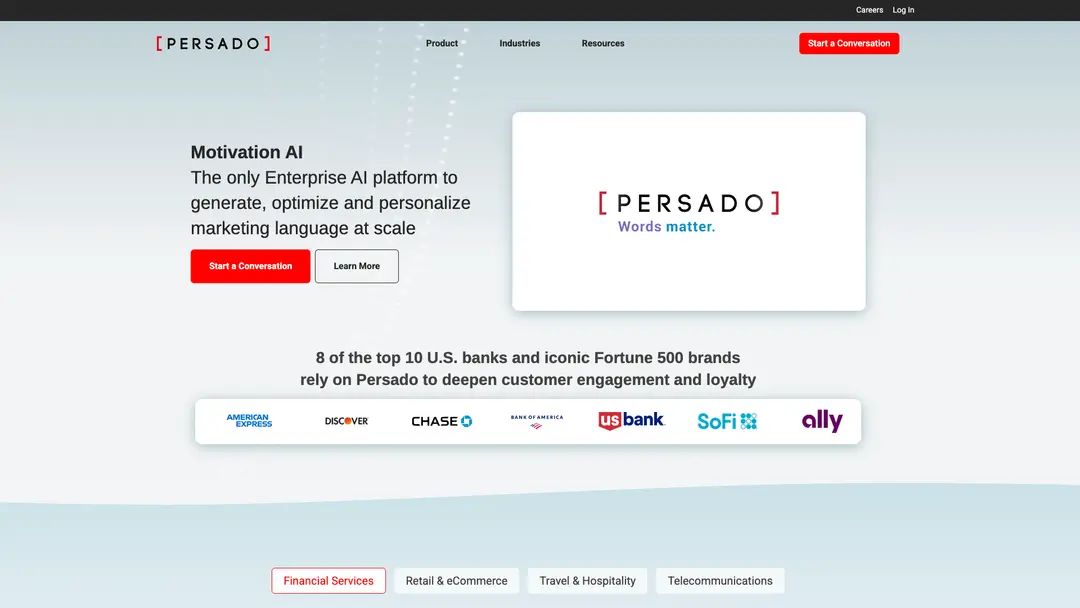 Careers Log In
[PERSADO] Product Industries Resources Start a Conversation
Motivation AI
The only Enterprise AI platform to
generate, optimize and personalize
marketing language at scale
Start a Conversation Learn More
[PERSADO]
Words matter.
8 of the top 10 U.S. banks and iconic Fortune 500 brands
rely on Persado to deepen customer engagement and loyalty
AMERICAN
EXPRESS
DISCOVER
CHASE
BANK OF AMERICA
usbank
SoFi
ally
Financial Services Retail & eCommerce Travel & Hospitality Telecommunications